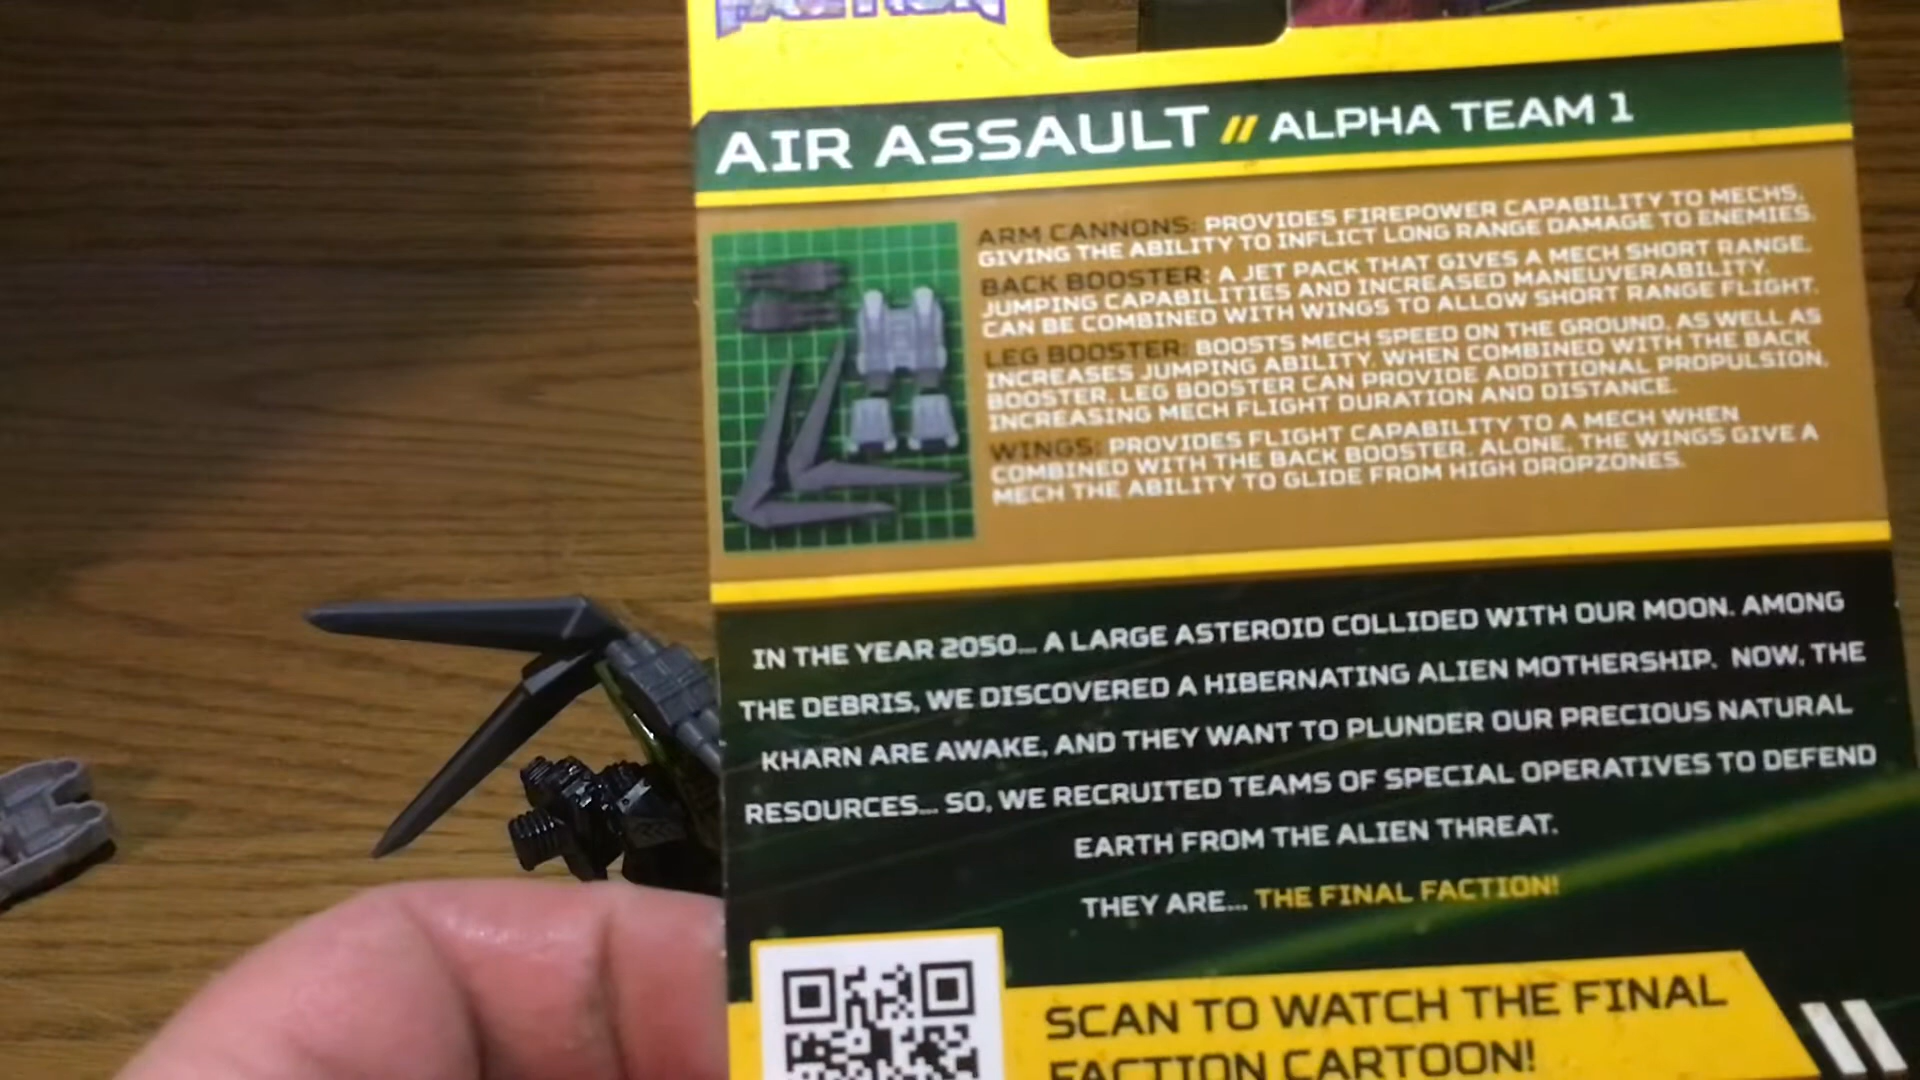 AIR ASSAULT // ALPHA TEAM 1
ARM CANNONS: PROVIDES FIREPOWER CAPABILITY TO MECHS,
GIVING THE ABILITY TO INFLICT LONG RANGE DAMAGE TO ENEMIES.
BACK BOOSTER: A JET PACK THAT GIVES A MECH SHORT RANGE,
JUMPING CAPABILITIES AND INCREASED MANEUVERABILITY.
CAN BE COMBINED WITH WINGS TO ALLOW SHORT RANGE FLIGHT.
LEG BOOSTER: BOOSTS MECH SPEED ON THE GROUND, AS WELL AS
INCREASES JUMPING ABILITY, WHEN COMBINED WITH THE BACK
BOOSTER, LEG BOOSTER CAN PROVIDE ADDITIONAL PROPULSION,
INCREASING MECH FLIGHT DURATION AND DISTANCE.
WINGS: PROVIDES FLIGHT CAPABILITY TO A MECH WHEN
COMBINED WITH THE BACK BOOSTER. ALONE, THE WINGS GIVE A
MECH THE ABILITY TO GLIDE FROM HIGH DROPZONES.
IN THE YEAR 2050... A LARGE ASTEROID COLLIDED WITH OUR MOON. AMONG
THE DEBRIS, WE DISCOVERED A HIBERNATING ALIEN MOTHERSHIP. NOW, THE
KHARN ARE AWAKE, AND THEY WANT TO PLUNDER OUR PRECIOUS NATURAL
RESOURCES... SO, WE RECRUITED TEAMS OF SPECIAL OPERATIVES TO DEFEND
EARTH FROM THE ALIEN THREAT.
THEY ARE... THE FINAL FACTION!
SCAN TO WATCH THE FINAL
FACTION CARTOON!